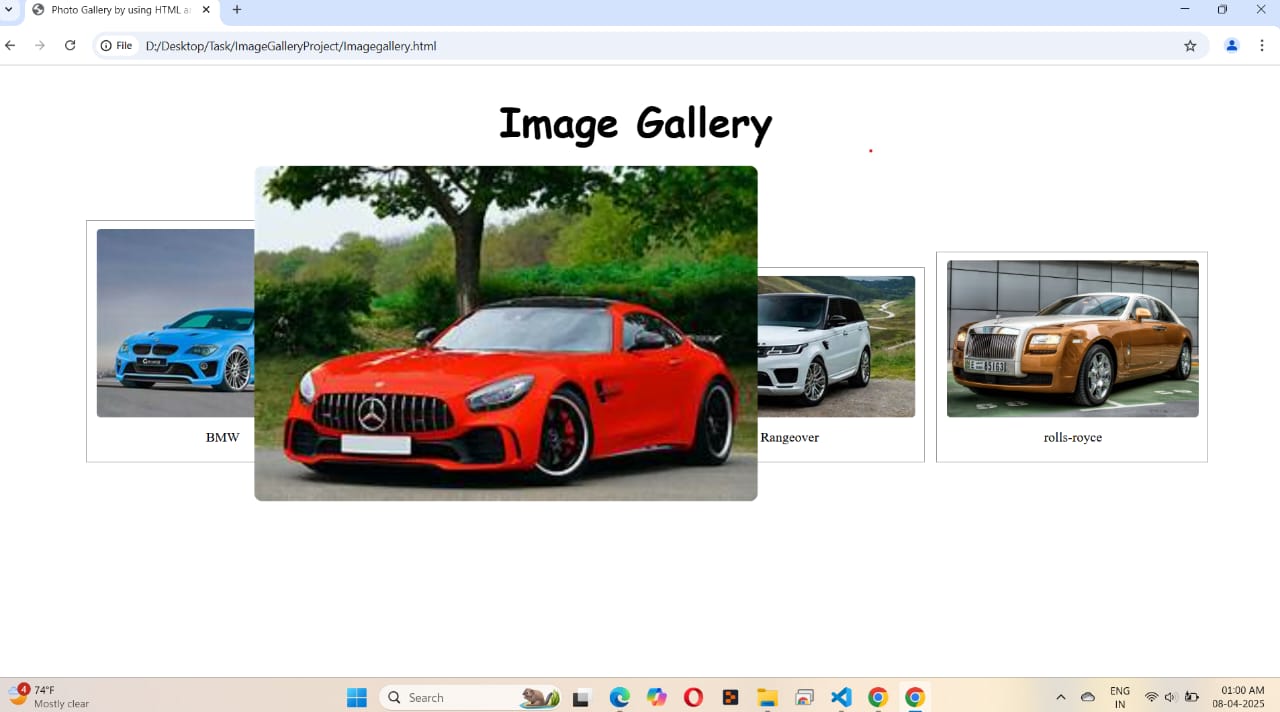 Photo Gallery by using HTML a
File
D:/Desktop/Task/ImageGalleryProject/Imagegallery.html
Image Gallery
BMW
Rangeover
rolls-royce
4
74°F
Mostly clear
Search
ENG
IN
01:00 AM
08-04-2025